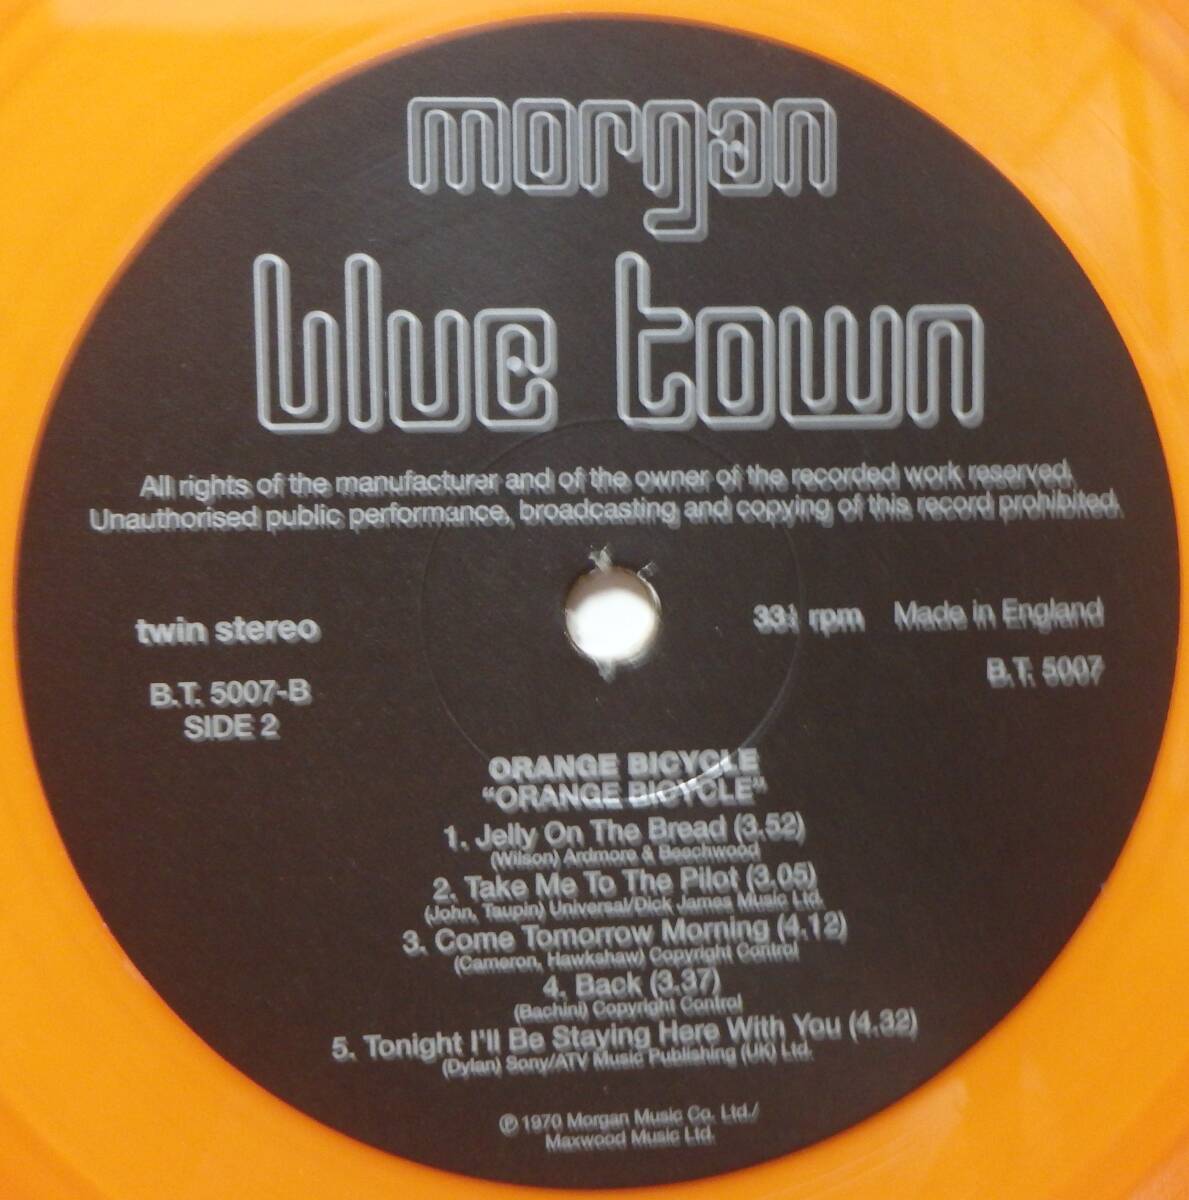 morgan
blue town
All rights of the manufacturer and of the owner of the recorded work reserved.
Unauthorised public performance, broadcasting and copying of this record prohibited.
twin stereo
33⅓ rpm Made in England
B.T. 5007-B
B.T. 5007
SIDE 2
ORANGE BICYCLE
“ORANGE BICYCLE”
1. Jelly On The Bread (3.52)
(Wilson) Ardmore & Beechwood
2. Take Me To The Pilot (3.05)
(John, Taupin) Universal/Dick James Music Ltd.
3. Come Tomorrow Morning (4.12)
(Cameron, Hawkshaw) Copyright Control
4. Back (3.37)
(Bachini) Copyright Control
5. Tonight I'll Be Staying Here With You (4.32)
(Dylan) Sony/ATV Music Publishing (UK) Ltd.
℗ 1970 Morgan Music Co. Ltd./
Maxwood Music Ltd.